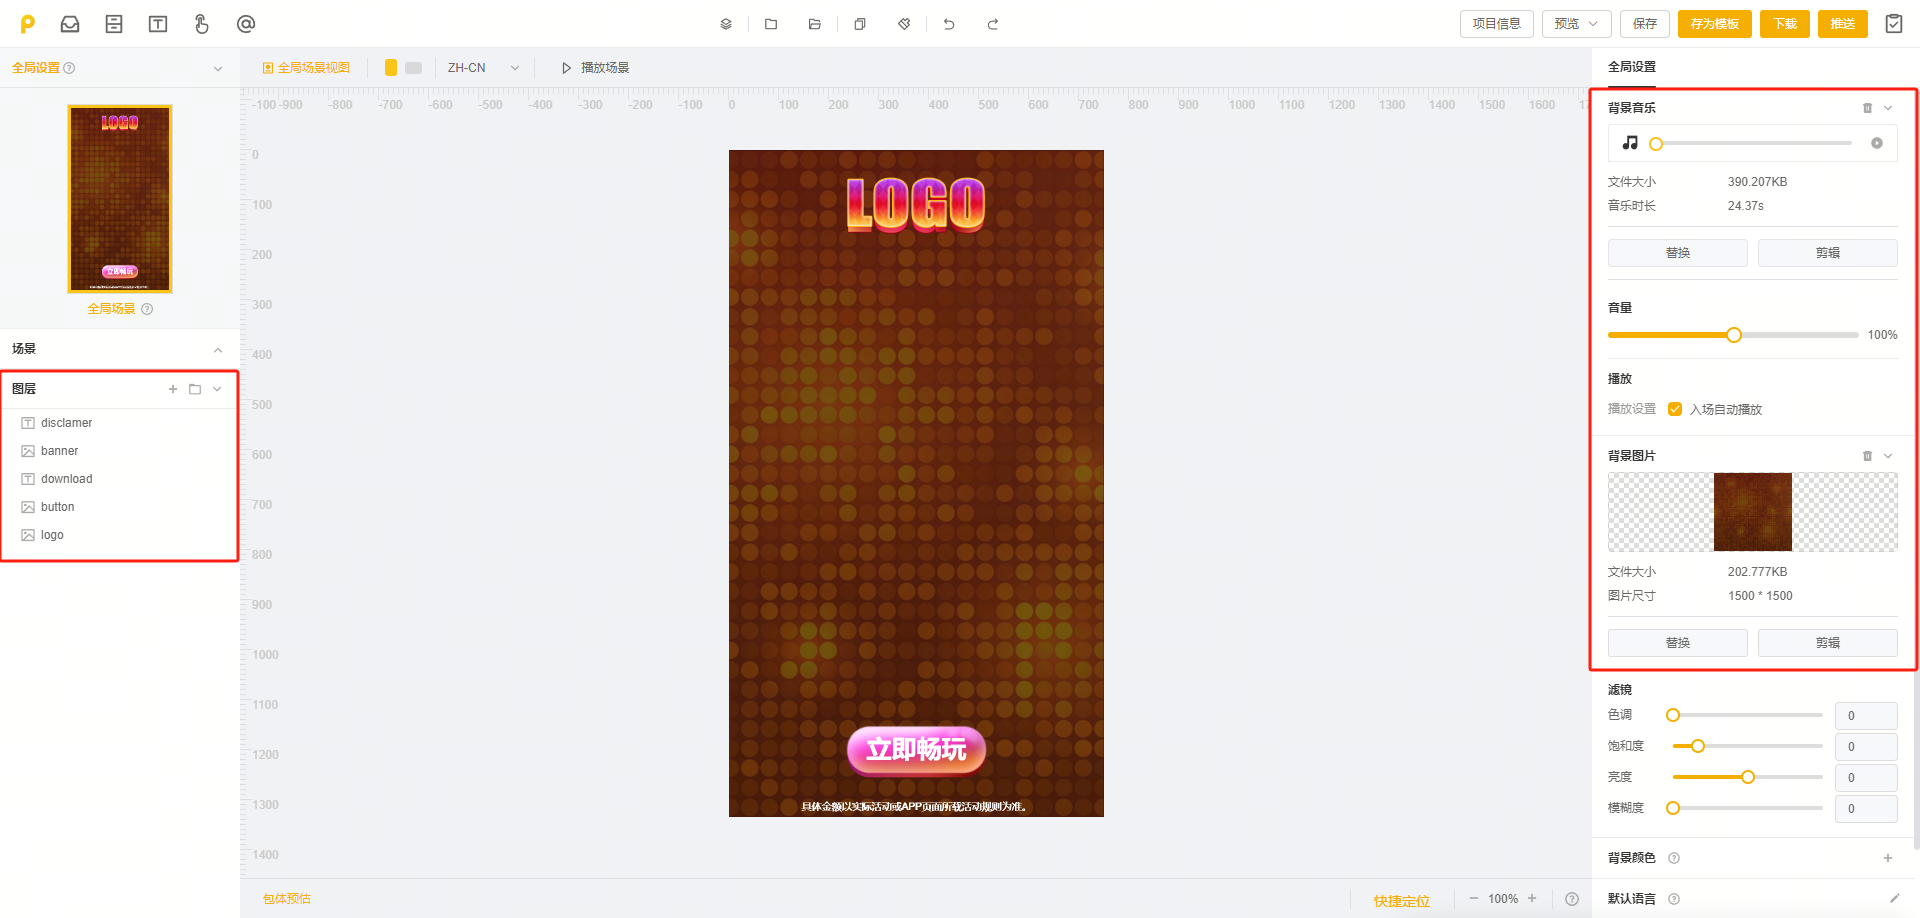 项目信息 预览 保存 存为模板 下载 推送
全局设置
全局场景视图 ZH-CN 播放场景
全局设置
-100 -900 -800 -700 -600 -500 -400 -300 -200 -100 0 100 200 300 400 500 600 700 800 900 1000 1100 1200 1300 1400 1500 1600
0
100
200
300
400
500
600
700
800
900
1000
1100
1200
1300
1400
LOGO
立即畅玩
全局场景
场景
图层
disclamer
banner
download
button
logo
LOGO
立即畅玩
具体金额以实际活动或APP页面所载活动规则为准。
包体预估
快捷定位
100%
背景音乐
文件大小 390.207KB
音乐时长 24.37s
替换 剪辑
音量
100%
播放
播放设置 入场自动播放
背景图片
文件大小 202.777KB
图片尺寸 1500 * 1500
替换 剪辑
滤镜
色调 0
饱和度 0
亮度 0
模糊度 0
背景颜色
默认语言